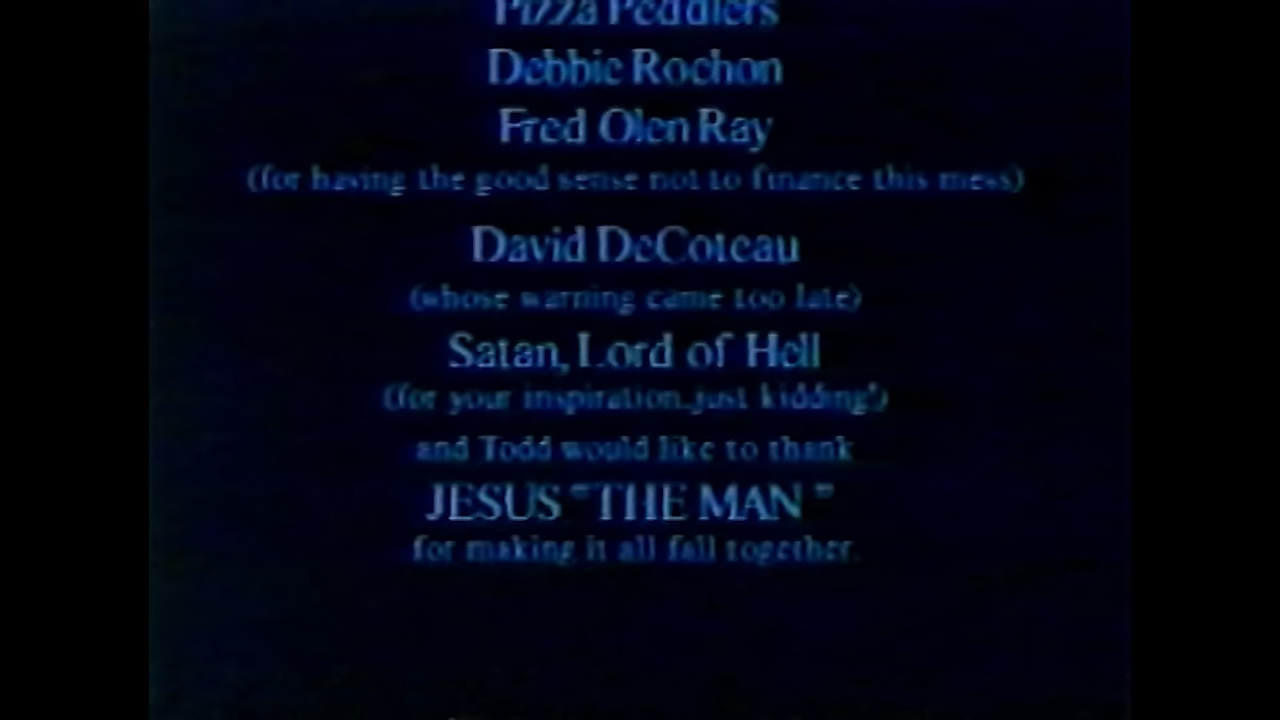 Pizza Peddlers
Debbie Rochon
Fred Olen Ray
(for having the good sense not to finance this mess)
David DeCoteau
(whose warning came too late)
Satan, Lord of Hell
(for your inspiration..just kidding!)
and Todd would like to thank
JESUS "THE MAN "
for making it all fall together.